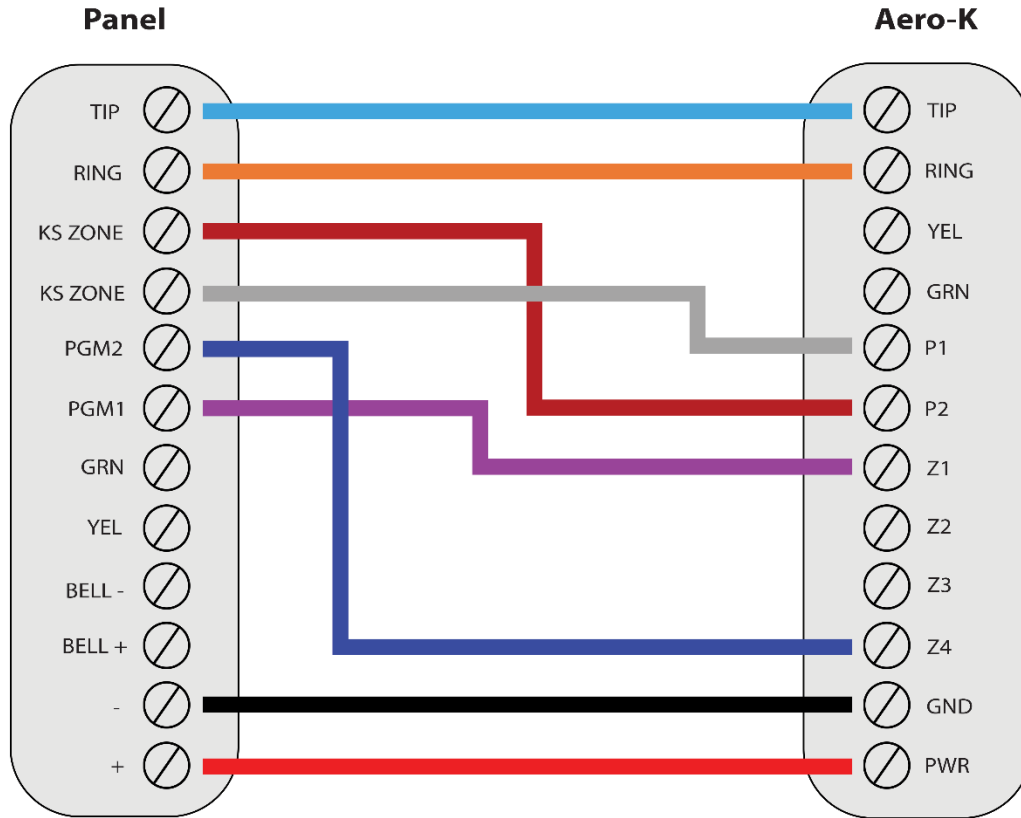 Panel
Aero-K
TIP
TIP
RING
RING
KS ZONE
YEL
KS ZONE
GRN
PGM2
P1
PGM1
P2
GRN
Z1
YEL
Z2
BELL -
Z3
BELL +
Z4
-
GND
+
PWR